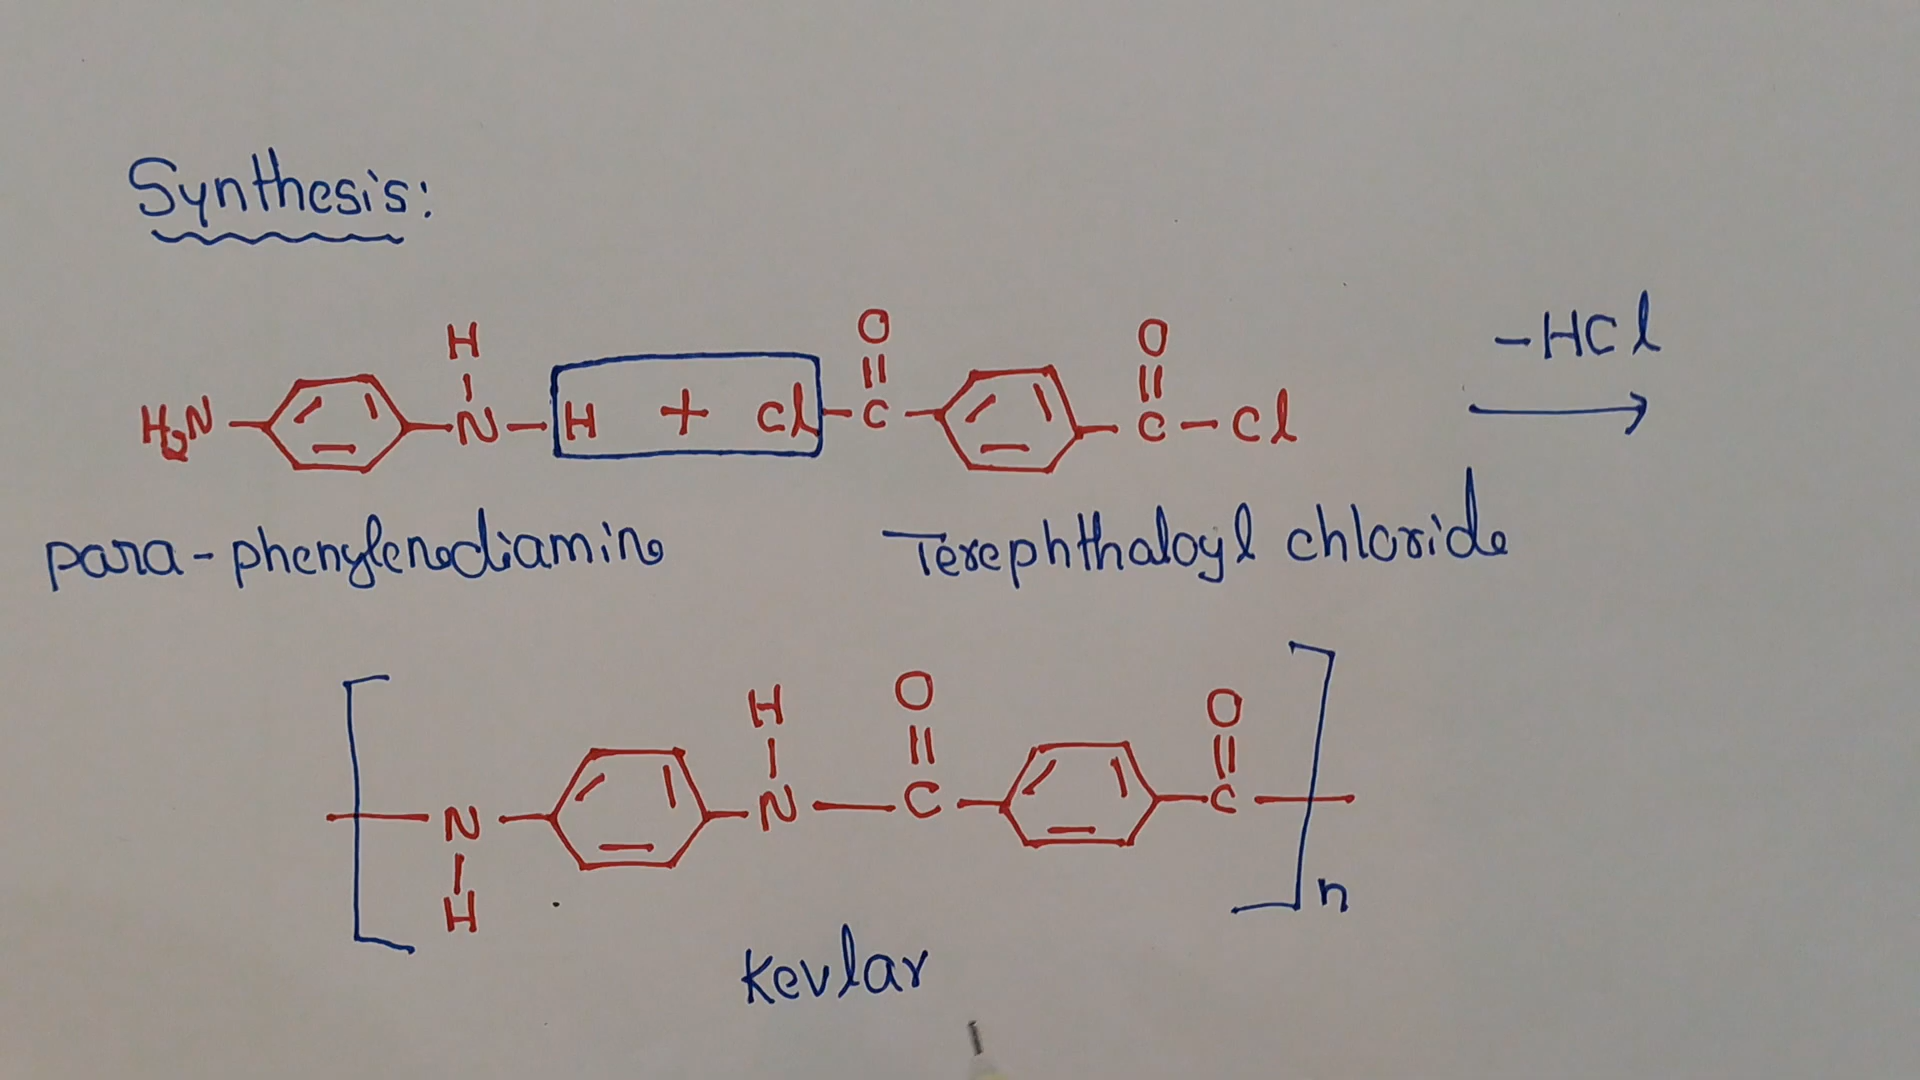 Synthesis:
H O O -HCl
H₂N N H + Cl C C Cl
para-phenylenediamine Terephthaloyl chloride
H O O
N N C C
H n
Kevlar